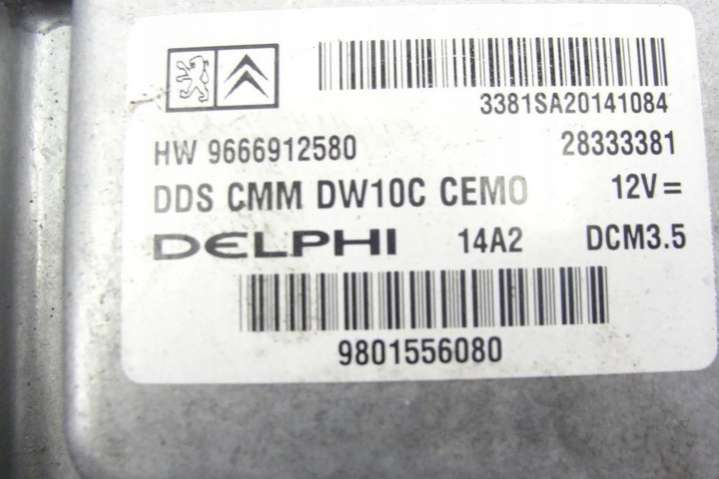 3381SA20141084
HW 9666912580 28333381
DDS CMM DW10C CEMO 12V=
DELPHI 14A2 DCM3.5
9801556080